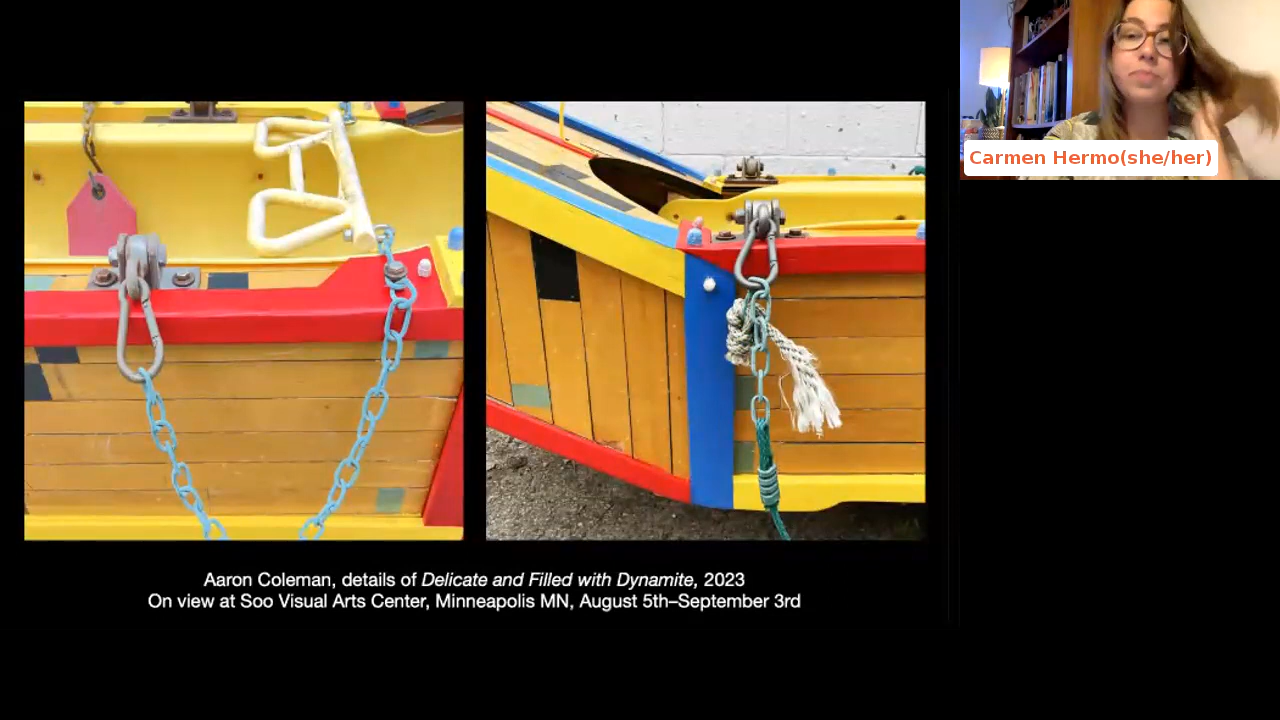 Carmen Hermo(she/her)
Aaron Coleman, details of Delicate and Filled with Dynamite, 2023
On view at Soo Visual Arts Center, Minneapolis MN, August 5th–September 3rd